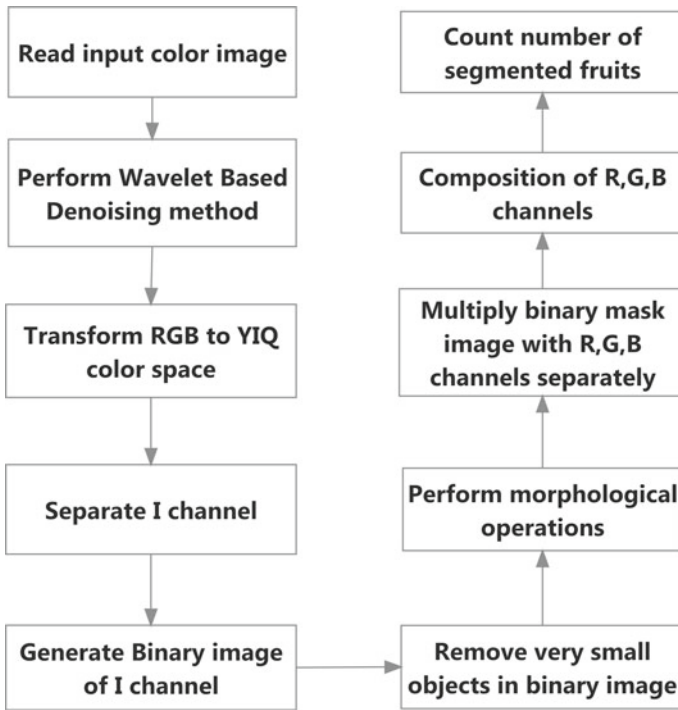 Read input color image
Perform Wavelet Based
Denoising method
Transform RGB to YIQ
color space
Separate I channel
Generate Binary image
of I channel
Remove very small
objects in binary image
Perform morphological
operations
Multiply binary mask
image with R,G,B
channels separately
Composition of R,G,B
channels
Count number of
segmented fruits